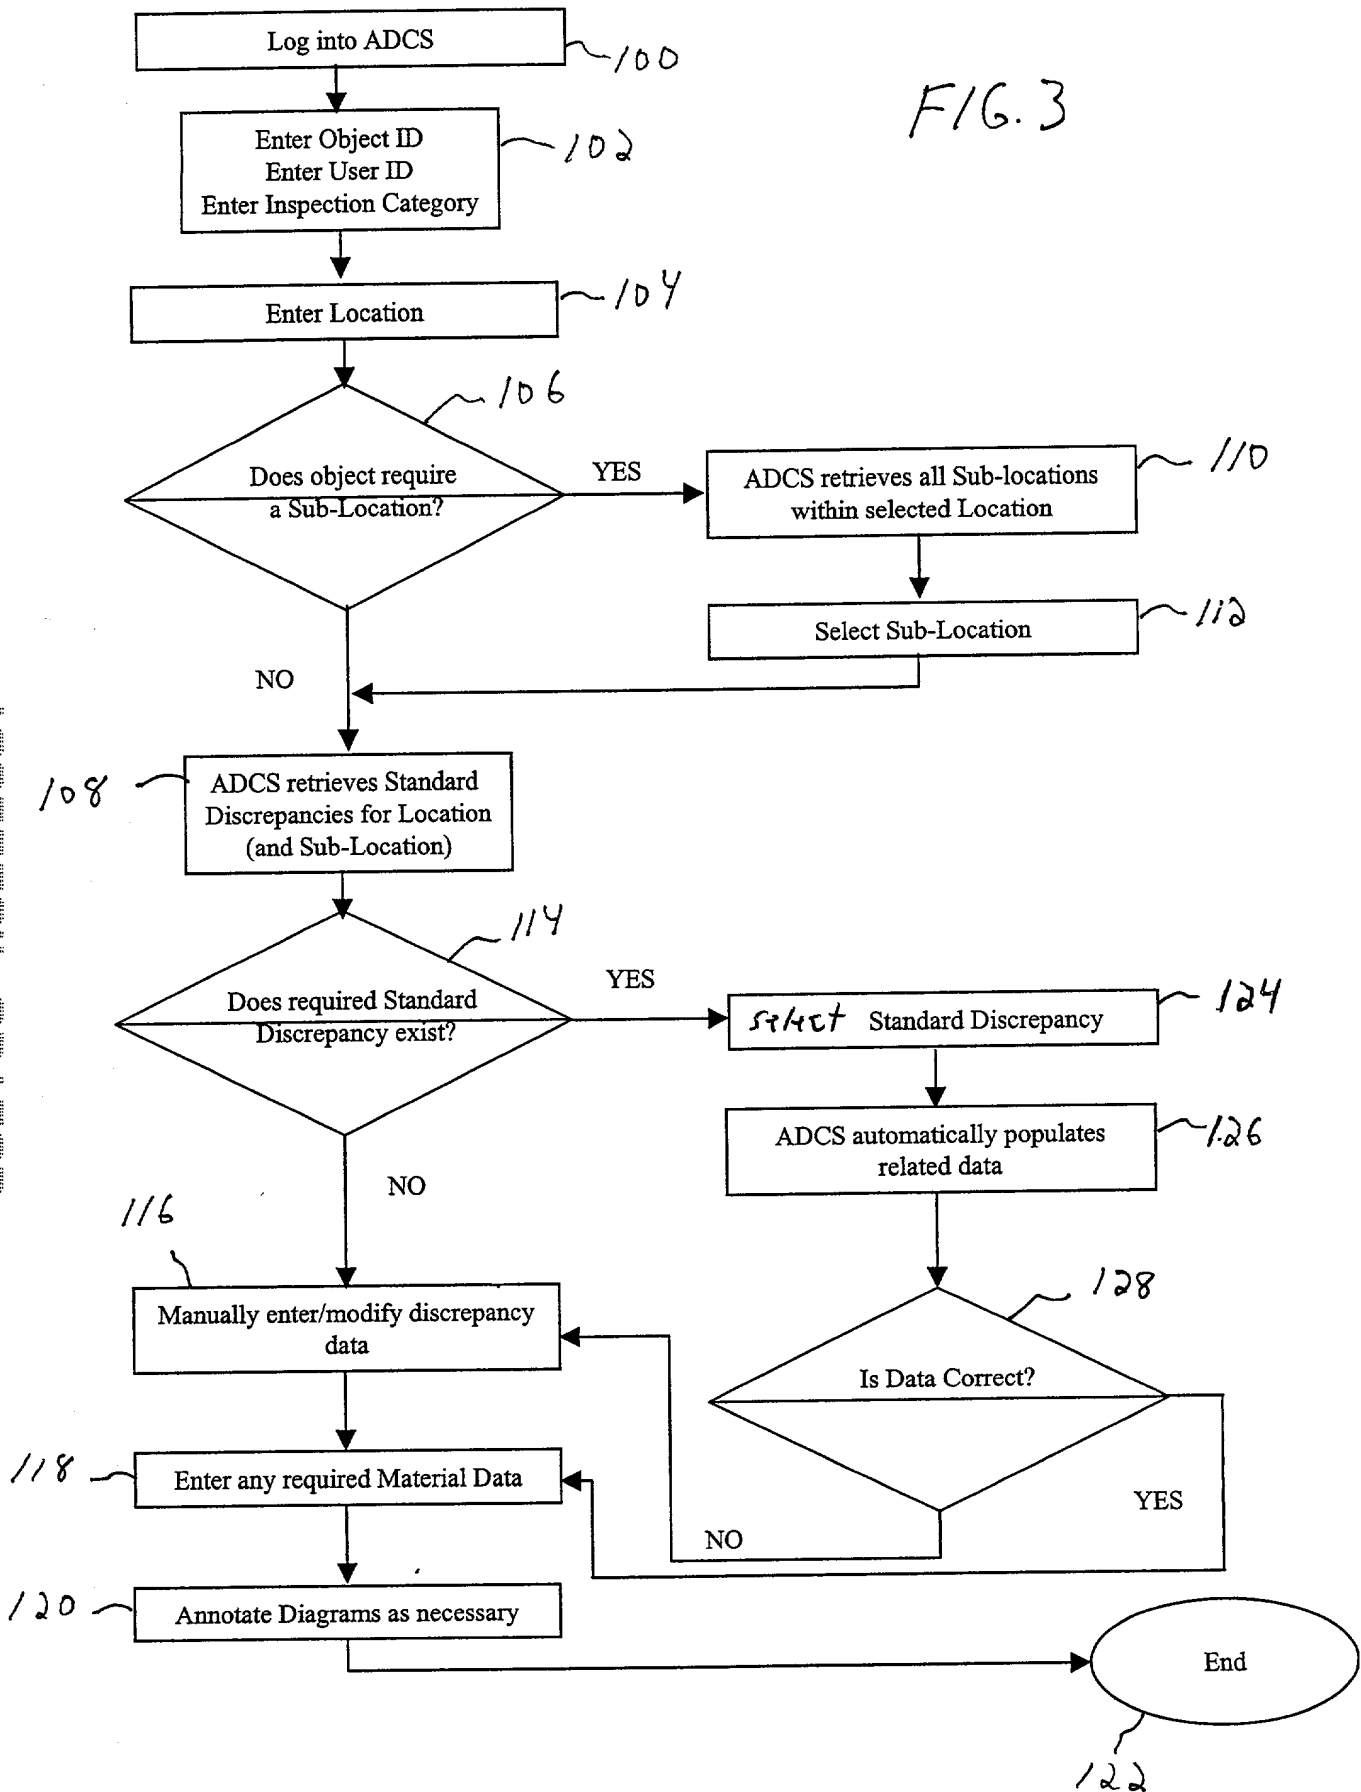 Log into ADCS
100
FIG. 3
Enter Object ID
Enter User ID
Enter Inspection Category
102
Enter Location
104
106
Does object require
a Sub-Location?
YES
ADCS retrieves all Sub-locations
within selected Location
110
Select Sub-Location
112
NO
108
ADCS retrieves Standard
Discrepancies for Location
(and Sub-Location)
114
Does required Standard
Discrepancy exist?
YES
select Standard Discrepancy
124
ADCS automatically populates
related data
126
NO
116
Manually enter/modify discrepancy
data
128
Is Data Correct?
118
Enter any required Material Data
YES
NO
120
Annotate Diagrams as necessary
End
122